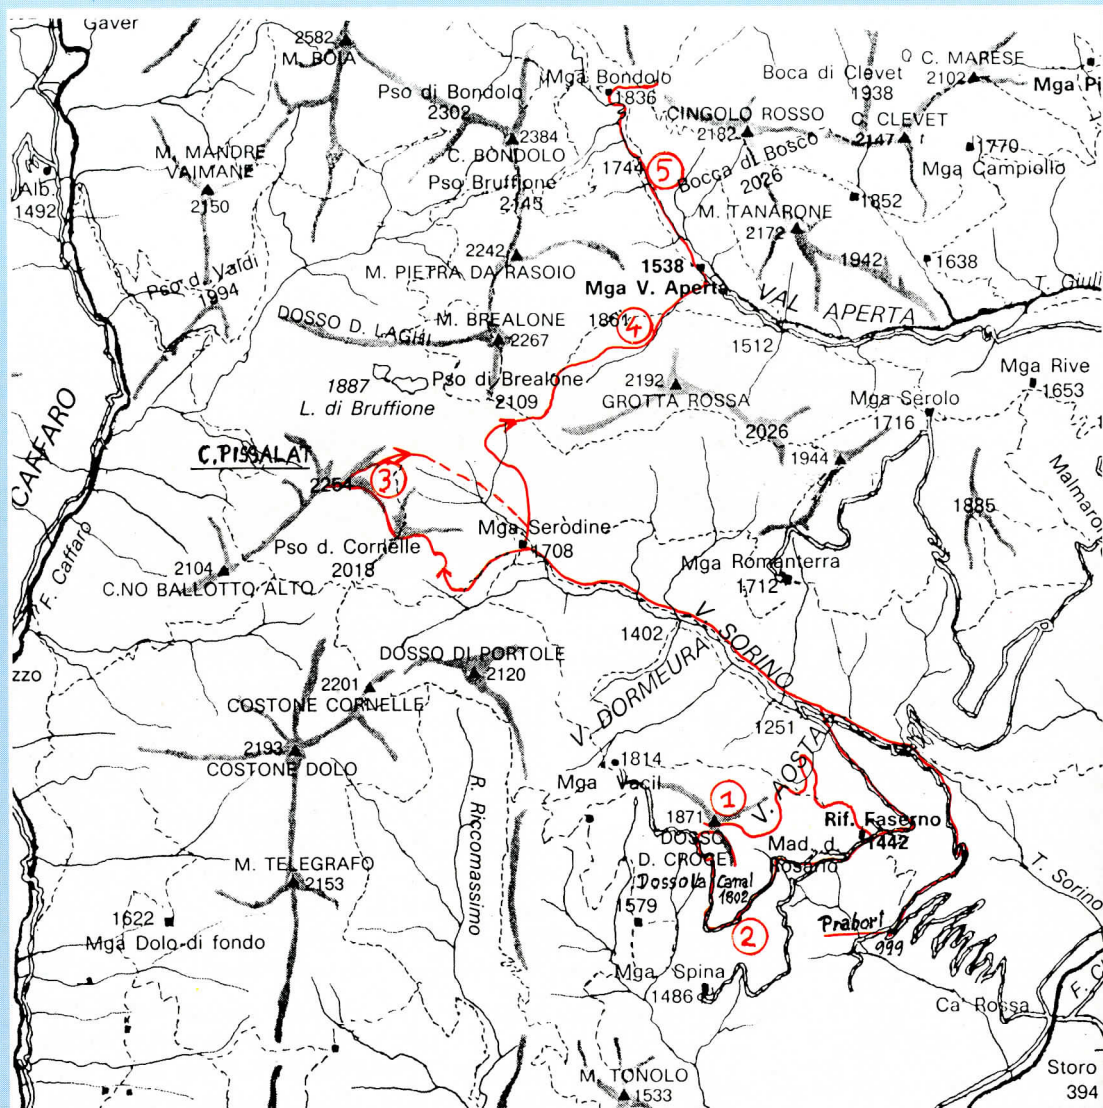 Gaver
2582
M. BOIA
Mga Bondolo
1836
Boca di Clevet
1938
C. MARESE
2102
Mga Pi
Pso di Bondolo
2302
2384
C. BONDOLO
CINGOLO ROSSO
2182
C. CLEVET
2147
1770
Mga Campiollo
M. MANDRE
VAIMANE
2150
Alb.
1492
Pso Bruffione
2145
1744
5
Bocca di Bosco
2026
1852
M. TANARONE
2172
2242
M. PIETRA DA RASOIO
1942
1638
Pso d. Vardi
1994
1538
Mga V. Aperta
VAL APERTA
T. Giuli
DOSSO D. LAGHI
M. BREALONE
2267
1861
4
1512
1887
L. di Bruffione
Pso di Brealone
2109
2192
GROTTA ROSSA
Mga Rive
1653
Mga Serolo
1716
2026
1944
CAFFARO
C. PISSALAT
2254
3
1885
Malmarou
F. Caffaro
Pso d. Cornelle
2018
Mga Serodine
1708
2104
C.NO BALLOTTO ALTO
Mga Romanterra
1712
1402
V. SORINO
zzo
DOSSO DI PORTOLE
2120
2201
COSTONE CORNELLE
V. DORMEURA
1251
2193
COSTONE DOLO
1814
Mga Vacil
V. AOSTA
1
1871
DOSSO
D. CROCE
Rif. Faserno
1442
Mad. d.
Rosario
R. Riccomassimo
M. TELEGRAFO
2153
Dossola
Canal
1802
T. Sorino
1622
Mga Dolo di fondo
1579
2
Prabort
999
Mga Spina
1486
Ca' Rossa
F. C
M. TONOLO
1533
Storo
394